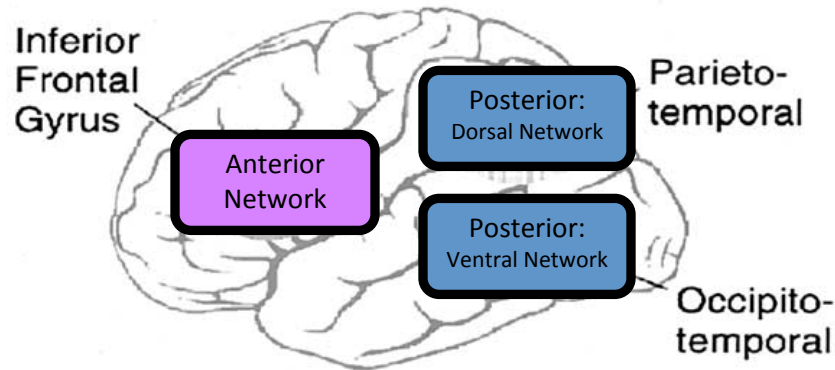 Inferior
Frontal
Gyrus
Anterior
Network
Posterior:
Dorsal Network
Parieto-
temporal
Posterior:
Ventral Network
Occipito-
temporal